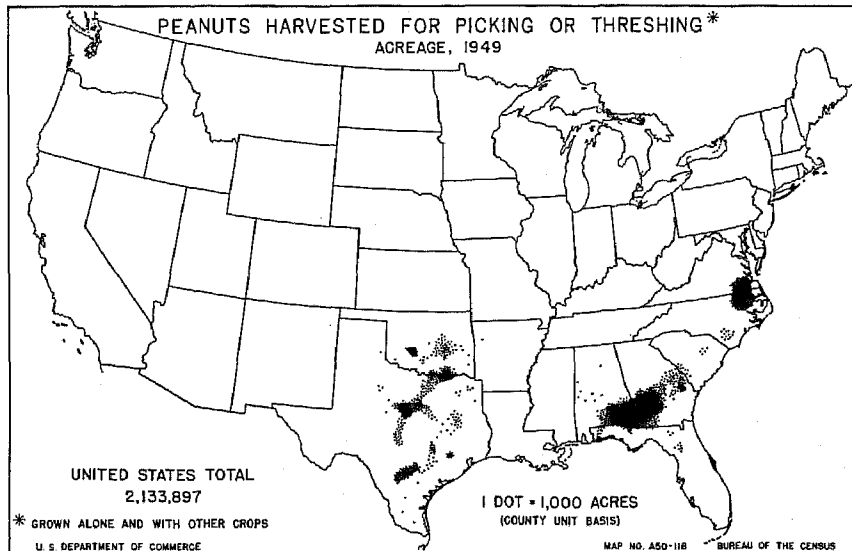 PEANUTS HARVESTED FOR PICKING OR THRESHING*
ACREAGE, 1949
UNITED STATES TOTAL
2,133,897
* GROWN ALONE AND WITH OTHER CROPS
U. S. DEPARTMENT OF COMMERCE
1 DOT = 1,000 ACRES
(COUNTY UNIT BASIS)
MAP NO. A50-118 BUREAU OF THE CENSUS